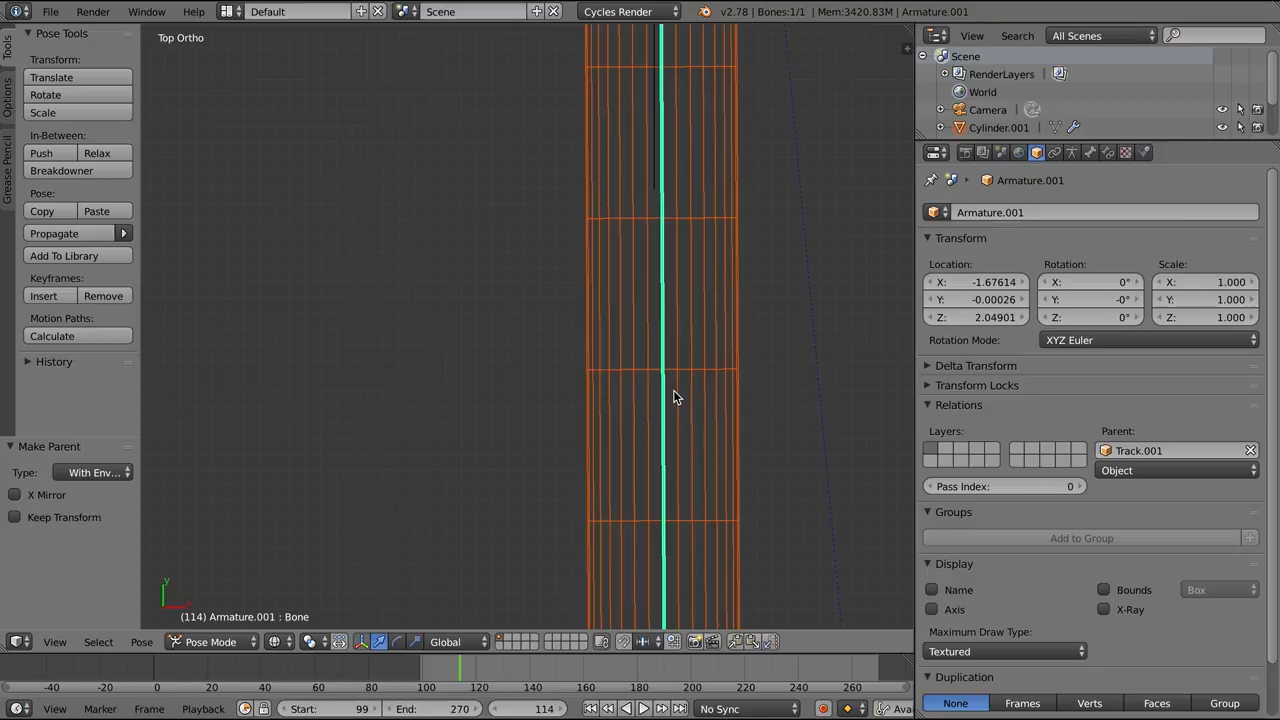 File Render Window Help Default Scene Cycles Render v2.78 | Bones:1/1 | Mem:3420.83M | Armature.001
Tools
Options
Grease Pencil
Pose Tools
Transform:
Translate
Rotate
Scale
In-Between:
Push Relax
Breakdowner
Pose:
Copy Paste
Propagate
Add To Library
Keyframes:
Insert Remove
Motion Paths:
Calculate
History
Make Parent
Type: With Env...
X Mirror
Keep Transform
Top Ortho
y
(114) Armature.001 : Bone
View Select Pose Pose Mode Global
-40 -20 0 20 40 60 80 100 120 140 160 180 200 220 240 260
View Marker Frame Playback Start: 99 End: 270 114 No Sync Ava
View Search All Scenes
Scene
RenderLayers
World
Camera
Cylinder.001
Armature.001
Armature.001
Transform
Location: Rotation: Scale:
X: -1.67614 X: 0° X: 1.000
Y: -0.00026 Y: -0° Y: 1.000
Z: 2.04901 Z: 0° Z: 1.000
Rotation Mode: XYZ Euler
Delta Transform
Transform Locks
Relations
Layers: Parent:
Track.001
Object
Pass Index: 0
Groups
Add to Group
Display
Name Bounds Box
Axis X-Ray
Maximum Draw Type:
Textured
Duplication
None Frames Verts Faces Group